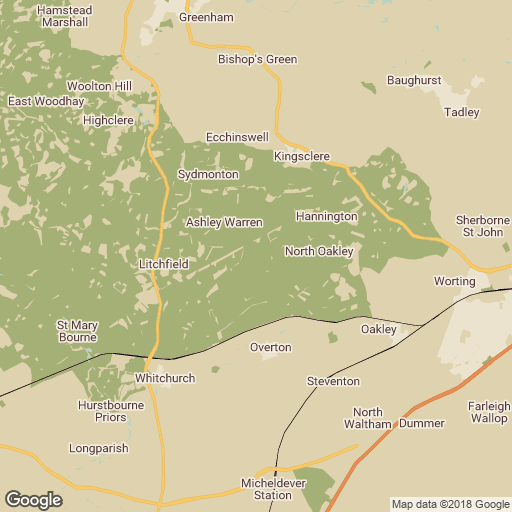 Hamstead
Marshall
Greenham
Bishop's Green
Woolton Hill
Baughurst
East Woodhay
Highclere
Tadley
Ecchinswell
Kingsclere
Sydmonton
Ashley Warren
Hannington
Sherborne
St John
North Oakley
Litchfield
Worting
St Mary
Bourne
Oakley
Overton
Whitchurch
Steventon
Hurstbourne
Priors
North
Waltham
Dummer
Farleigh
Wallop
Longparish
Micheldever
Station
Google
Map data ©2018 Google